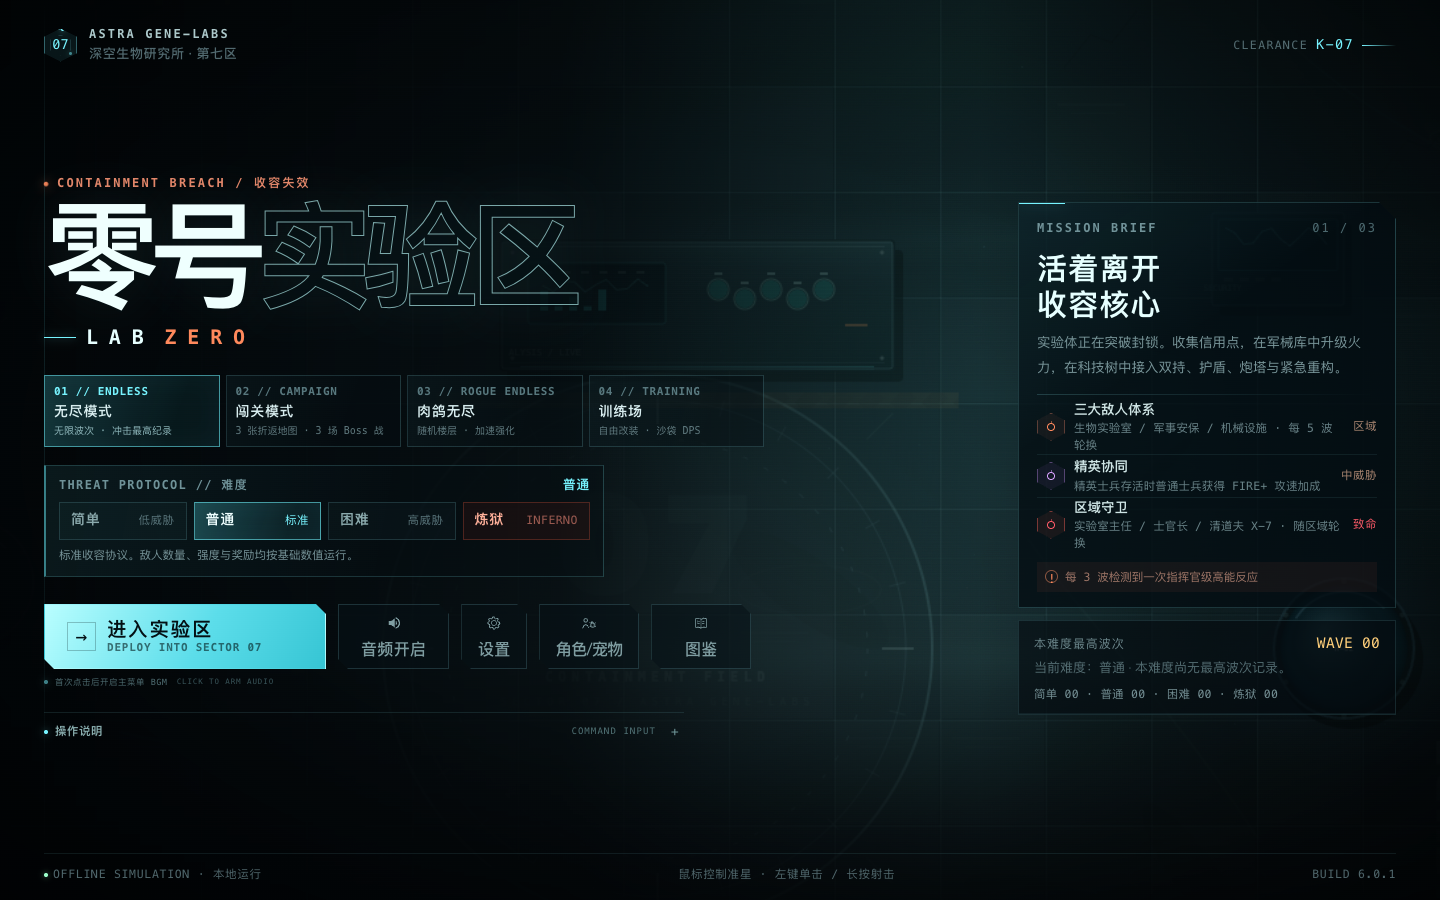 07
ASTRA GENE-LABS
深空生物研究所 · 第七区
CLEARANCE K-07
CONTAINMENT BREACH / 收容失效
零号实验区
LAB ZERO
01 // ENDLESS
无尽模式
无限波次 · 冲击最高纪录
02 // CAMPAIGN
闯关模式
3 张折返地图 · 3 场 Boss 战
03 // ROGUE ENDLESS
肉鸽无尽
随机楼层 · 加速强化
04 // TRAINING
训练场
自由改装 · 沙袋 DPS
THREAT PROTOCOL // 难度
普通
简单 低威胁
普通 标准
困难 高威胁
炼狱 INFERNO
标准收容协议。敌人数量、强度与奖励均按基础数值运行。
→
进入实验区
DEPLOY INTO SECTOR 07
音频开启
设置
角色/宠物
图鉴
首次点击后开启主菜单 BGM CLICK TO ARM AUDIO
操作说明
COMMAND INPUT +
MISSION BRIEF
01 / 03
活着离开
收容核心
实验体正在突破封锁。收集信用点，在军械库中升级火
力，在科技树中接入双持、护盾、炮塔与紧急重构。
三大敌人体系
生物实验室 / 军事安保 / 机械设施 · 每 5 波
轮换
区域
精英协同
精英士兵存活时普通士兵获得 FIRE+ 攻速加成
中威胁
区域守卫
实验室主任 / 士官长 / 清道夫 X-7 · 随区域轮
换
致命
每 3 波检测到一次指挥官级高能反应
本难度最高波次
WAVE 00
当前难度：普通 · 本难度尚无最高波次记录。
简单 00 · 普通 00 · 困难 00 · 炼狱 00
OFFLINE SIMULATION · 本地运行
鼠标控制准星 · 左键单击 / 长按射击
BUILD 6.0.1